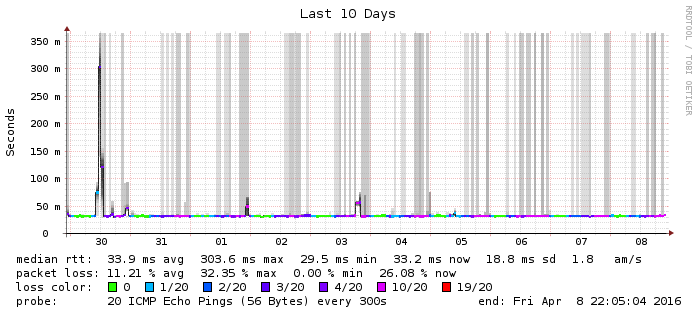 Last 10 Days
RRDTOOL / TOBI OETIKER
Seconds
350 m
300 m
250 m
200 m
150 m
100 m
50 m
0
30 31 01 02 03 04 05 06 07 08
median rtt: 33.9 ms avg 303.6 ms max 29.5 ms min 33.2 ms now 18.8 ms sd 1.8 am/s
packet loss: 11.21 % avg 32.35 % max 0.00 % min 26.08 % now
loss color: 0 1/20 2/20 3/20 4/20 10/20 19/20
probe: 20 ICMP Echo Pings (56 Bytes) every 300s end: Fri Apr 8 22:05:04 2016